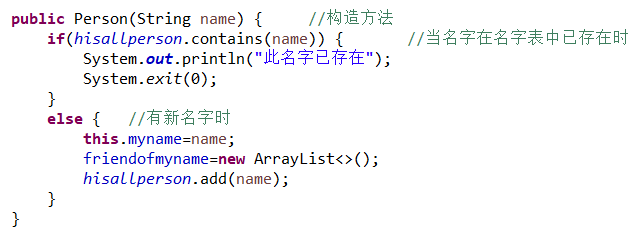 public Person(String name) {     //构造方法
    if(hisallperson.contains(name)) {       //当名字在名字表中已存在时
        System.out.println("此名字已存在");
        System.exit(0);
    }
    else {   //有新名字时
        this.myname=name;
        friendofmyname=new ArrayList<>();
        hisallperson.add(name);
    }
}